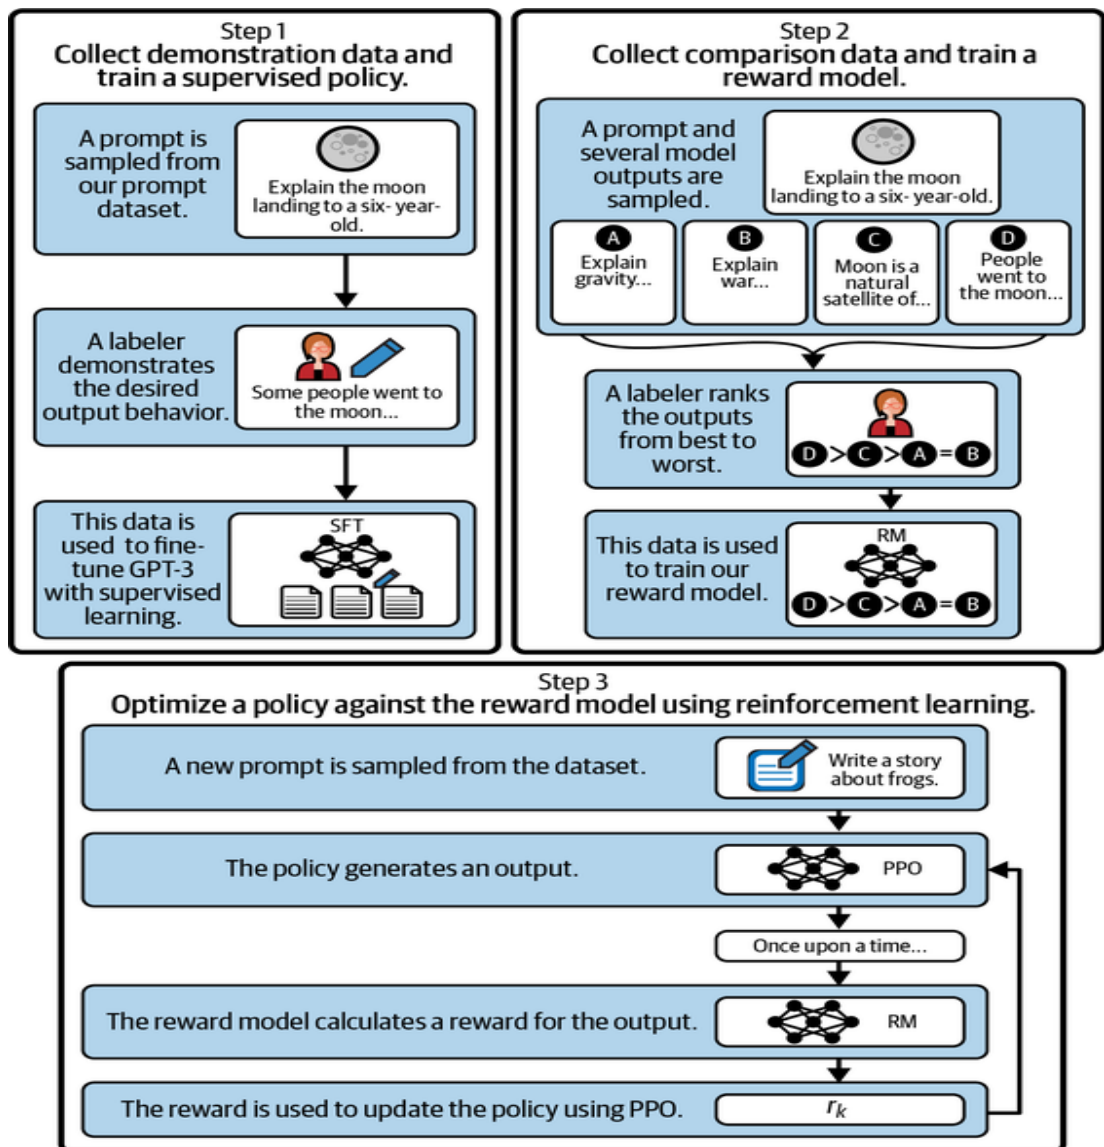 Step 1
Collect demonstration data and
train a supervised policy.
A prompt is
sampled from
our prompt
dataset.
Explain the moon
landing to a six- year-
old.
A labeler
demonstrates
the desired
output behavior.
Some people went to
the moon...
This data is
used to fine-
tune GPT-3
with supervised
learning.
SFT
Step 2
Collect comparison data and train a
reward model.
A prompt and
several model
outputs are
sampled.
Explain the moon
landing to a six- year-old.
A
Explain
gravity...
B
Explain
war...
C
Moon is a
natural
satellite of...
D
People
went to
the moon...
A labeler ranks
the outputs
from best to
worst.
D > C > A = B
This data is used
to train our
reward model.
RM
D > C > A = B
Step 3
Optimize a policy against the reward model using reinforcement learning.
A new prompt is sampled from the dataset.
Write a story
about frogs.
The policy generates an output.
PPO
Once upon a time...
The reward model calculates a reward for the output.
RM
The reward is used to update the policy using PPO.
rk